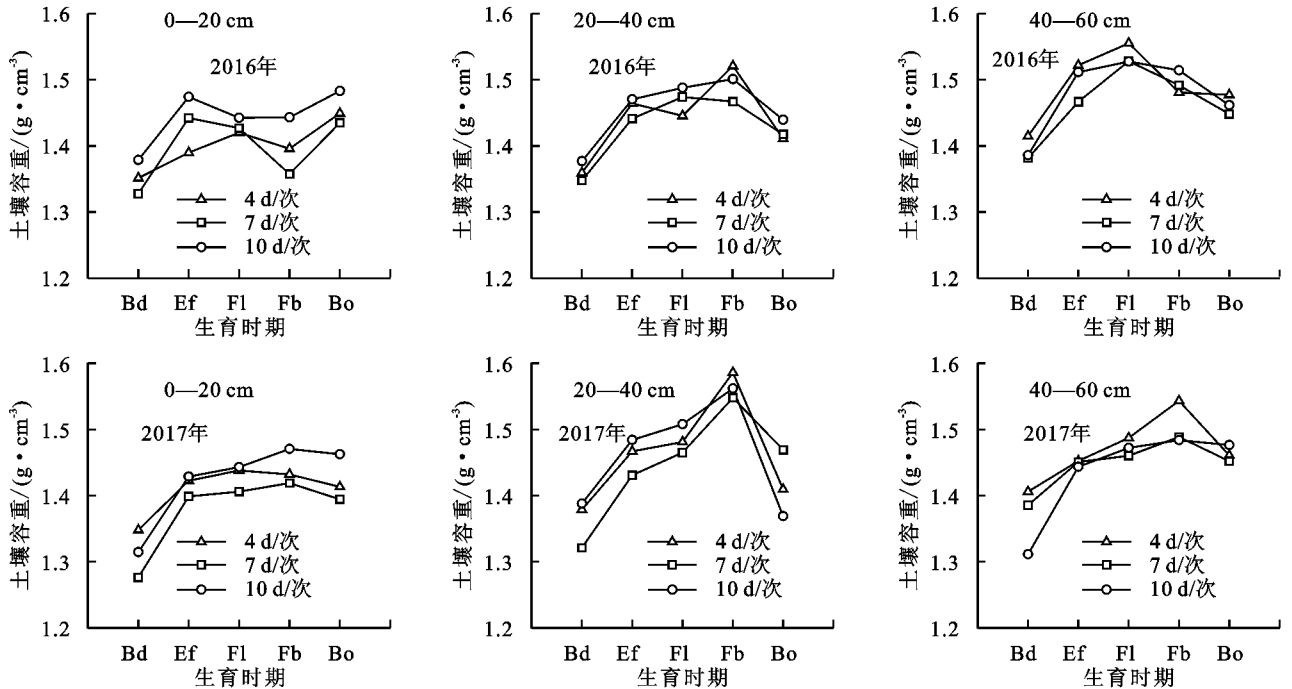 0—20 cm
2016年
土壤容重/(g·cm⁻³)
1.6
1.5
1.4
1.3
1.2
4 d/次
7 d/次
10 d/次
Bd Ef Fl Fb Bo
生育时期
20—40 cm
2016年
土壤容重/(g·cm⁻³)
1.6
1.5
1.4
1.3
1.2
4 d/次
7 d/次
10 d/次
Bd Ef Fl Fb Bo
生育时期
40—60 cm
2016年
土壤容重/(g·cm⁻³)
1.6
1.5
1.4
1.3
1.2
4 d/次
7 d/次
10 d/次
Bd Ef Fl Fb Bo
生育时期
0—20 cm
2017年
土壤容重/(g·cm⁻³)
1.6
1.5
1.4
1.3
1.2
4 d/次
7 d/次
10 d/次
Bd Ef Fl Fb Bo
生育时期
20—40 cm
2017年
土壤容重/(g·cm⁻³)
1.6
1.5
1.4
1.3
1.2
4 d/次
7 d/次
10 d/次
Bd Ef Fl Fb Bo
生育时期
40—60 cm
2017年
土壤容重/(g·cm⁻³)
1.6
1.5
1.4
1.3
1.2
4 d/次
7 d/次
10 d/次
Bd Ef Fl Fb Bo
生育时期